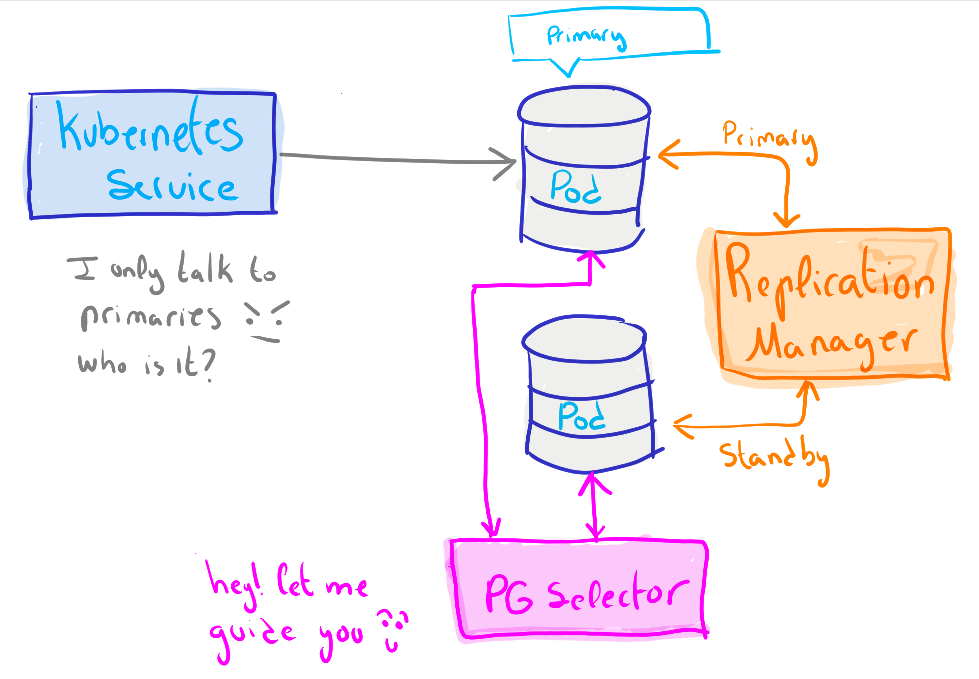 Primary
Kubernetes
Service
Pod
Primary
I only talk to
primaries
who is it?
Replication
Manager
Pod
Standby
hey! let me
guide you
PG Selector